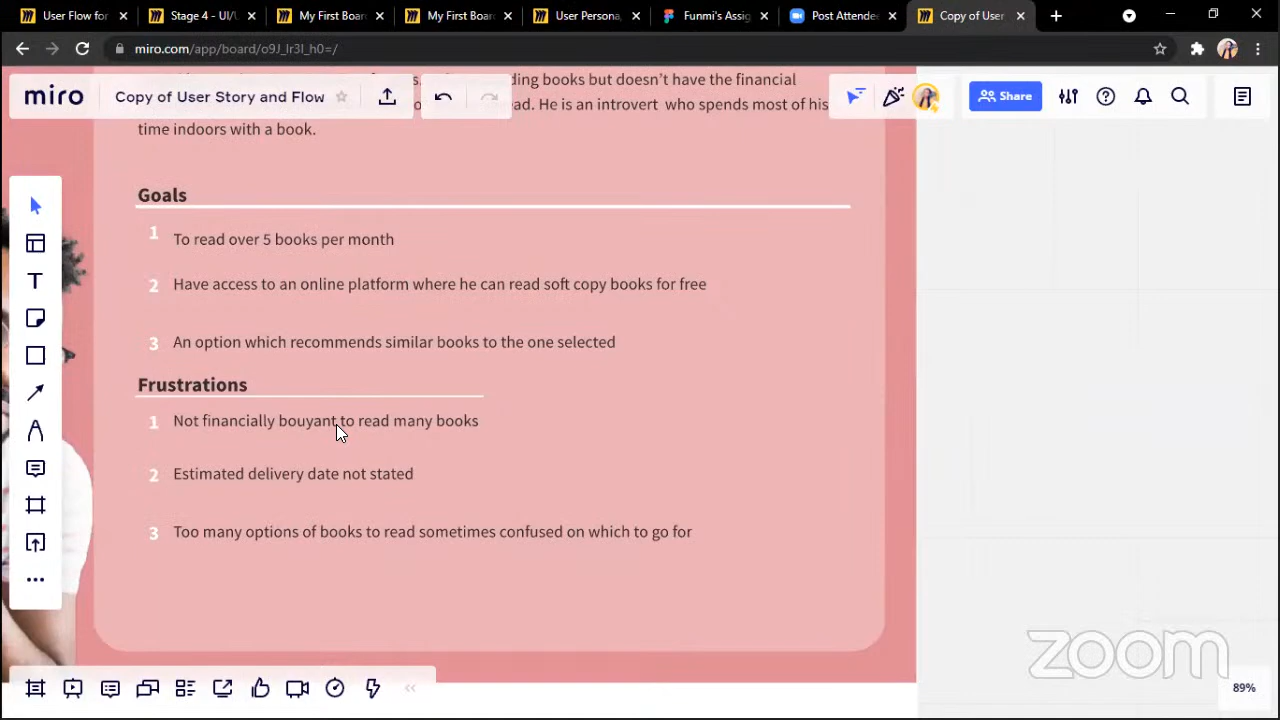 User Flow for
Stage 4 - UI/
My First Boar
My First Boar
User Persona,
Funmi's Assig
Post Attendee
Copy of User
miro.com/app/board/o9J_lr3l_h0=/
miro
Copy of User Story and Flow
Share
ding books but doesn't have the financial
ead. He is an introvert who spends most of his
time indoors with a book.
Goals
1 To read over 5 books per month
2 Have access to an online platform where he can read soft copy books for free
3 An option which recommends similar books to the one selected
Frustrations
1 Not financially bouyant to read many books
2 Estimated delivery date not stated
3 Too many options of books to read sometimes confused on which to go for
zoom
89%